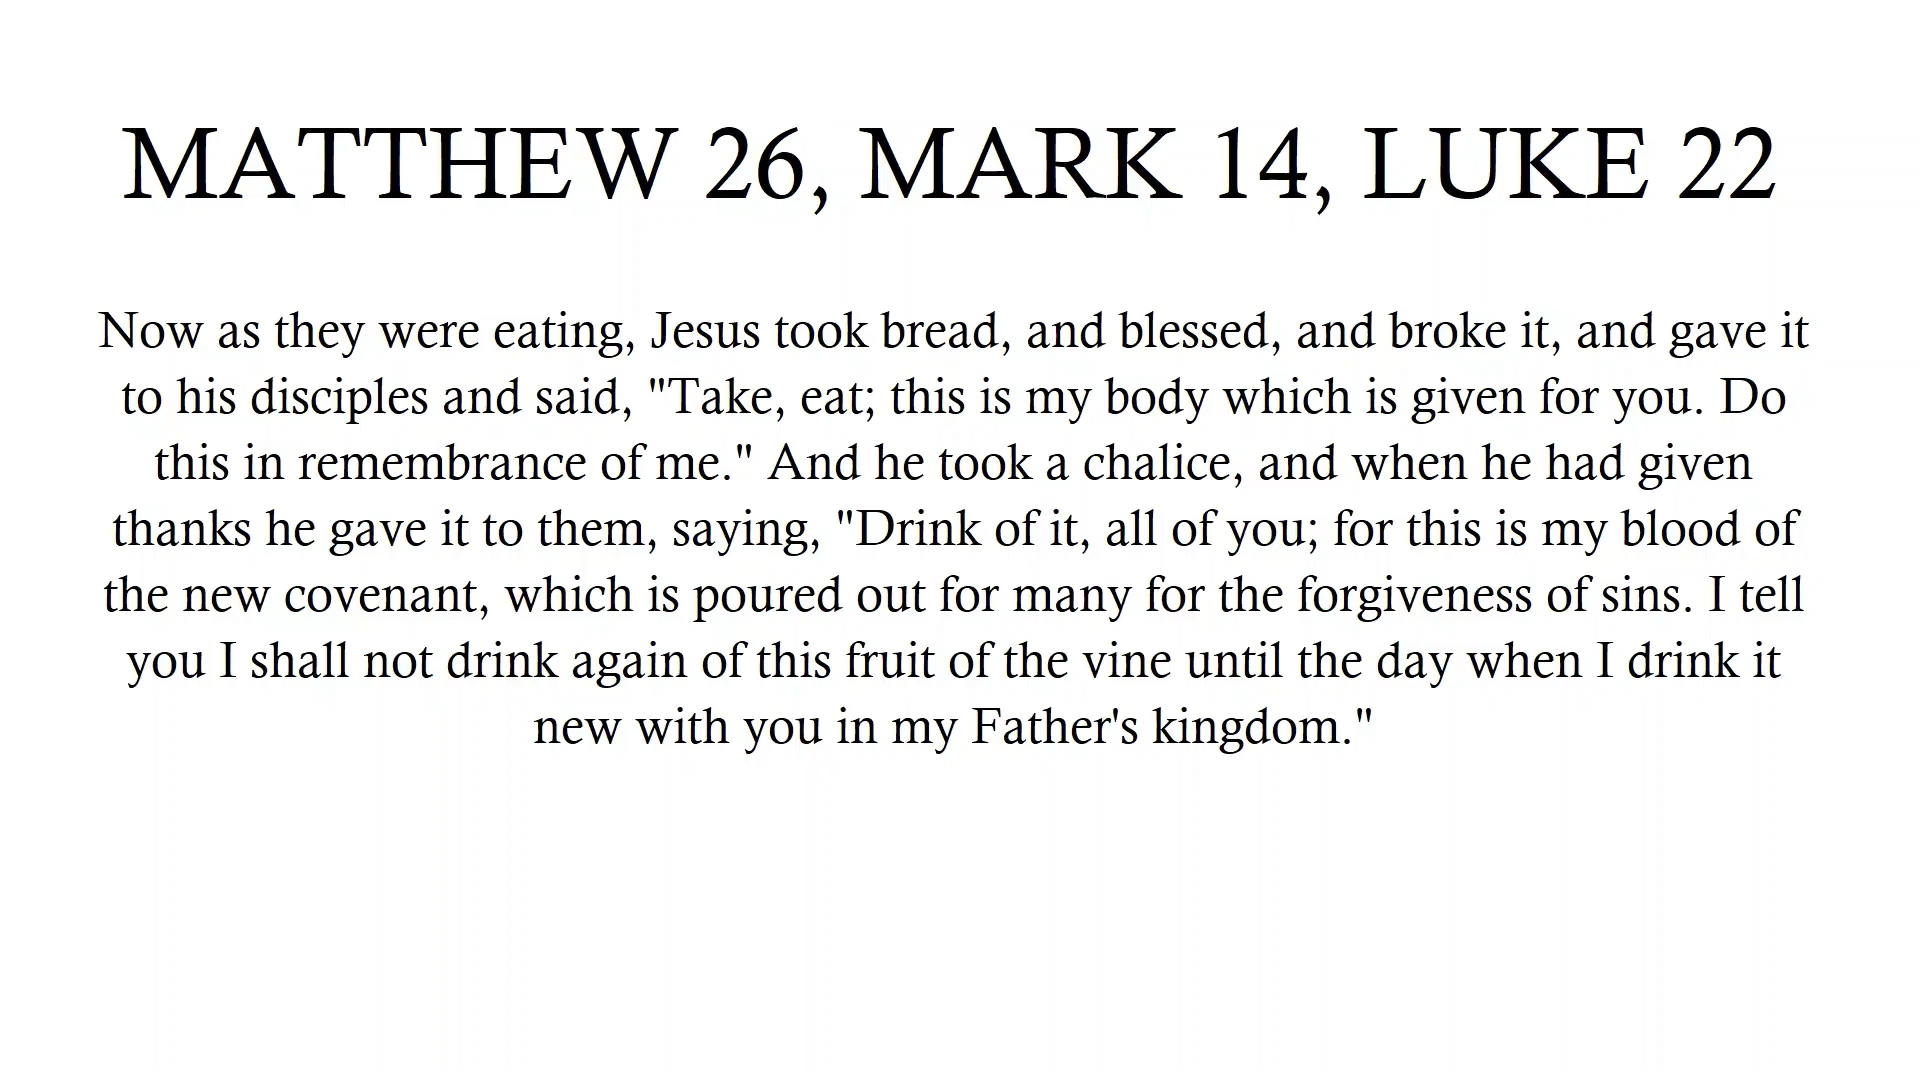 MATTHEW 26, MARK 14, LUKE 22
Now as they were eating, Jesus took bread, and blessed, and broke it, and gave it
to his disciples and said, "Take, eat; this is my body which is given for you. Do
this in remembrance of me." And he took a chalice, and when he had given
thanks he gave it to them, saying, "Drink of it, all of you; for this is my blood of
the new covenant, which is poured out for many for the forgiveness of sins. I tell
you I shall not drink again of this fruit of the vine until the day when I drink it
new with you in my Father's kingdom."